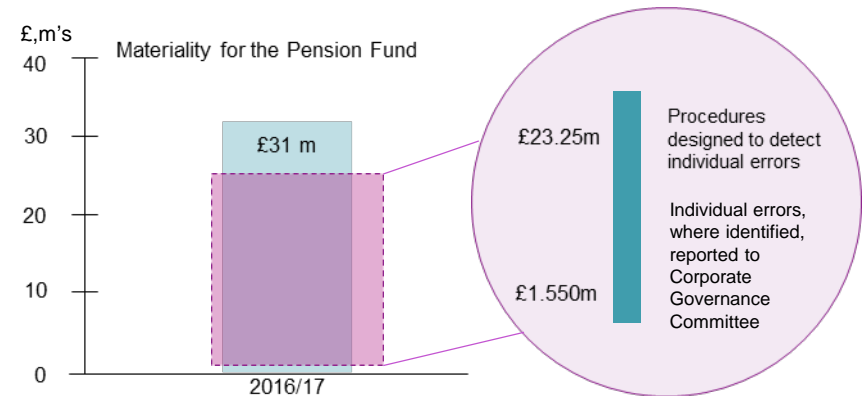 £,m’s
Materiality for the Pension Fund
40
30
20
10
0
£31 m
2016/17
£23.25m
Procedures
designed to detect
individual errors
£1.550m
Individual errors,
where identified,
reported to
Corporate
Governance
Committee